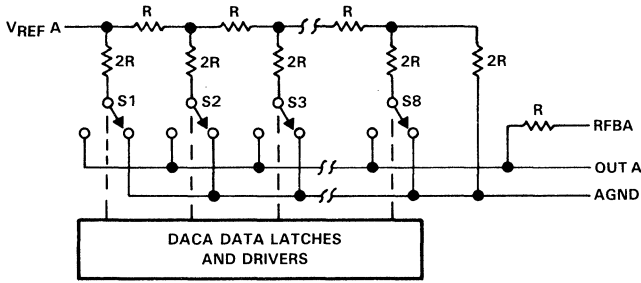 R R R
VREF A
2R 2R 2R 2R 2R
S1 S2 S3 S8
R
RFBA
OUT A
AGND
DACA DATA LATCHES
AND DRIVERS